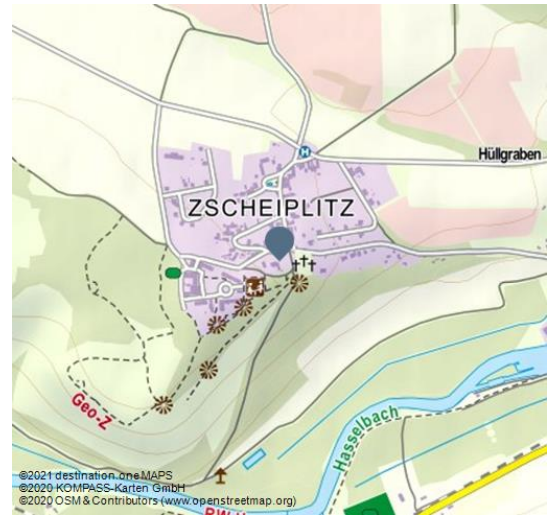 Hüllgraben
H
ZSCHEIPLITZ
Geo-Z
Hasselbach
©2021 destination.one MAPS
©2020 KOMPASS-Karten GmbH
©2020 OSM & Contributors (www.openstreetmap.org)